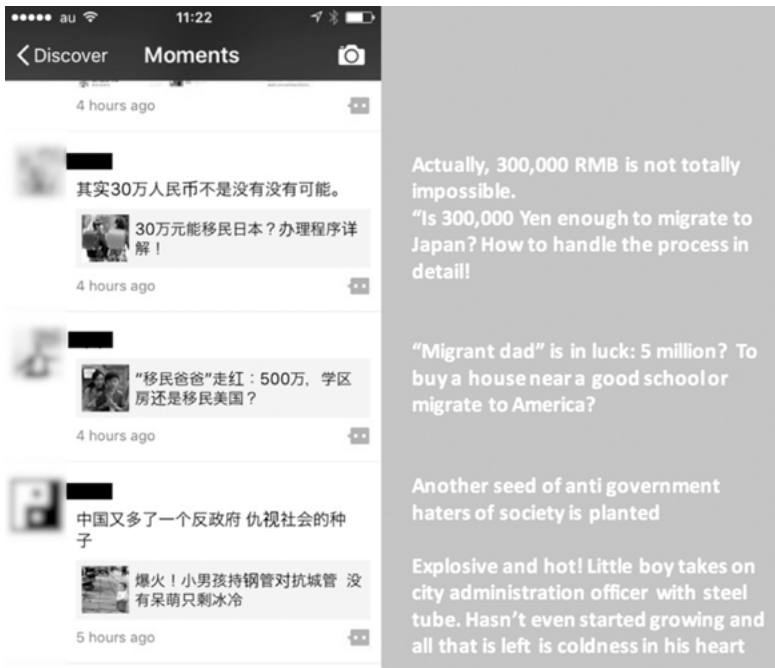 au 11:22
Discover Moments
4 hours ago
其实30万人民币不是没有没有可能。
30万元能移民日本？办理程序详
解！
4 hours ago
“移民爸爸”走红：500万，学区
房还是移民美国？
4 hours ago
中国又多了一个反政府 仇视社会的种
子
爆火！小男孩持钢管对抗城管 没
有呆萌只剩冰冷
5 hours ago
Actually, 300,000 RMB is not totally
impossible.
“Is 300,000 Yen enough to migrate to
Japan? How to handle the process in
detail!
“Migrant dad” is in luck: 5 million? To
buy a house near a good school or
migrate to America?
Another seed of anti government
haters of society is planted
Explosive and hot! Little boy takes on
city administration officer with steel
tube. Hasn’t even started growing and
all that is left is coldness in his heart